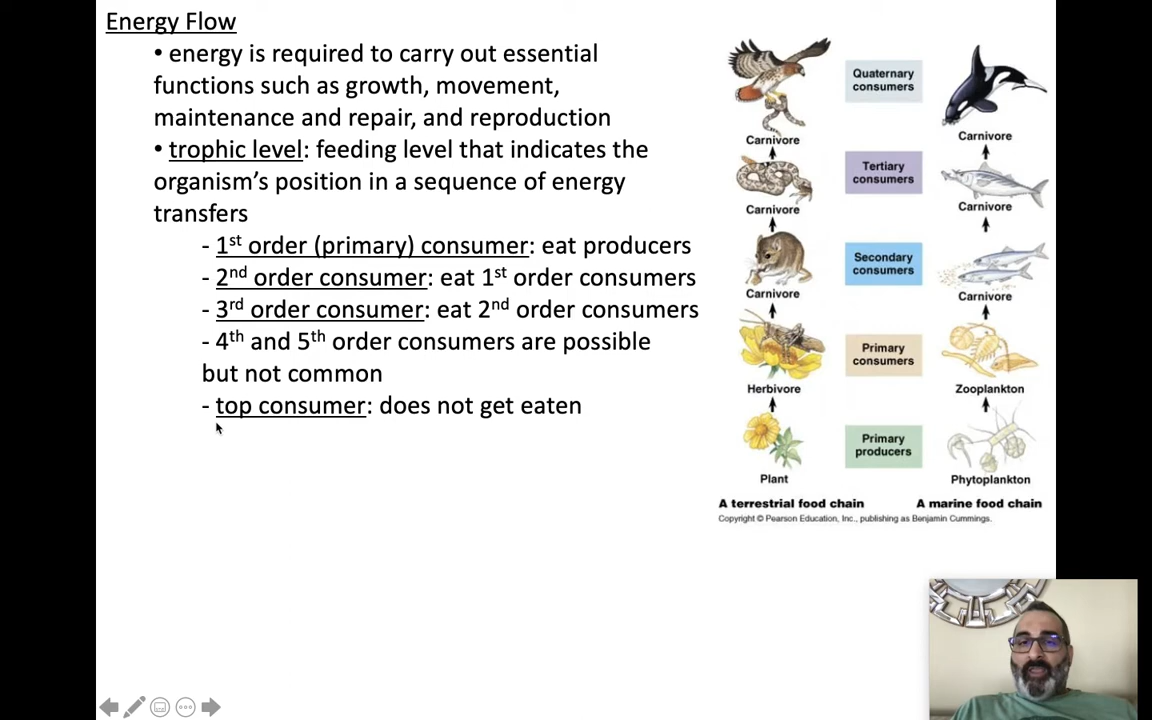 Energy Flow
• energy is required to carry out essential
functions such as growth, movement,
maintenance and repair, and reproduction
• trophic level: feeding level that indicates the
organism’s position in a sequence of energy
transfers
- 1st order (primary) consumer: eat producers
- 2nd order consumer: eat 1st order consumers
- 3rd order consumer: eat 2nd order consumers
- 4th and 5th order consumers are possible
but not common
- top consumer: does not get eaten
Quaternary
consumers
Carnivore
Carnivore
Tertiary
consumers
Carnivore
Carnivore
Secondary
consumers
Carnivore
Carnivore
Primary
consumers
Herbivore
Zooplankton
Primary
producers
Plant
Phytoplankton
A terrestrial food chain
A marine food chain
Copyright © Pearson Education, Inc., publishing as Benjamin Cummings.